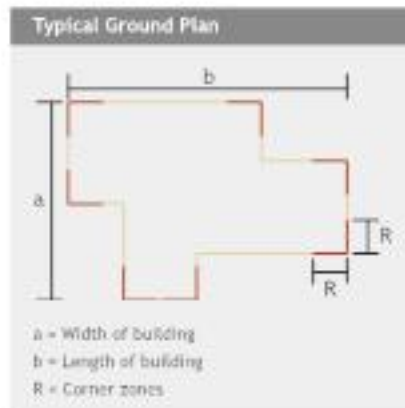 Typical Ground Plan
b
a
R
R
a = Width of building
b = Length of building
R = Corner zones